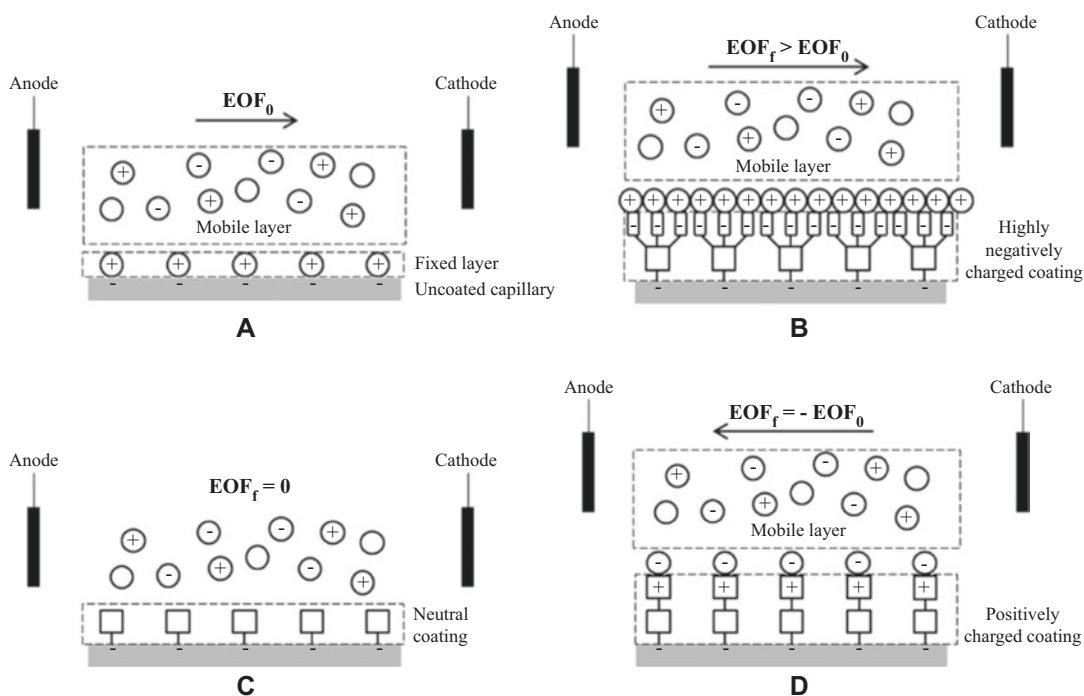 Anode
Cathode
EOF0
Mobile layer
Fixed layer
Uncoated capillary
A
Anode
Cathode
EOFf > EOF0
Mobile layer
Highly
negatively
charged coating
B
Anode
Cathode
EOFf = 0
Neutral
coating
C
Anode
Cathode
EOFf = - EOF0
Mobile layer
Positively
charged coating
D